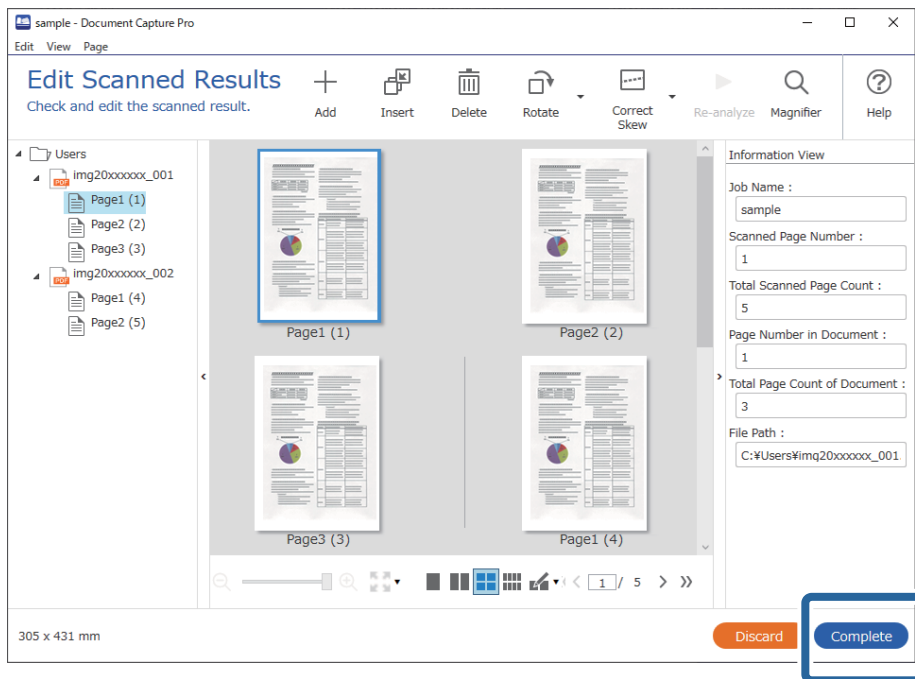 sample - Document Capture Pro
Edit View Page
Edit Scanned Results
Check and edit the scanned result.
Add
Insert
Delete
Rotate
Correct
Skew
Re-analyze
Magnifier
Help
Users
img20xxxxxx_001
Page1 (1)
Page2 (2)
Page3 (3)
img20xxxxxx_002
Page1 (4)
Page2 (5)
Page1 (1)
Page2 (2)
Page3 (3)
Page1 (4)
Information View
Job Name :
sample
Scanned Page Number :
1
Total Scanned Page Count :
5
Page Number in Document :
1
Total Page Count of Document :
3
File Path :
C:¥Users¥img20xxxxxx_001
1 / 5
305 x 431 mm
Discard
Complete